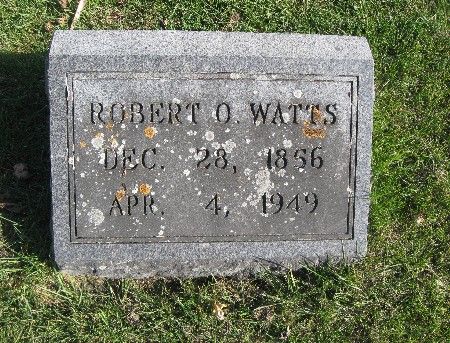 ROBERT O. WATTS
DEC. 28, 1856
APR. 4, 1949